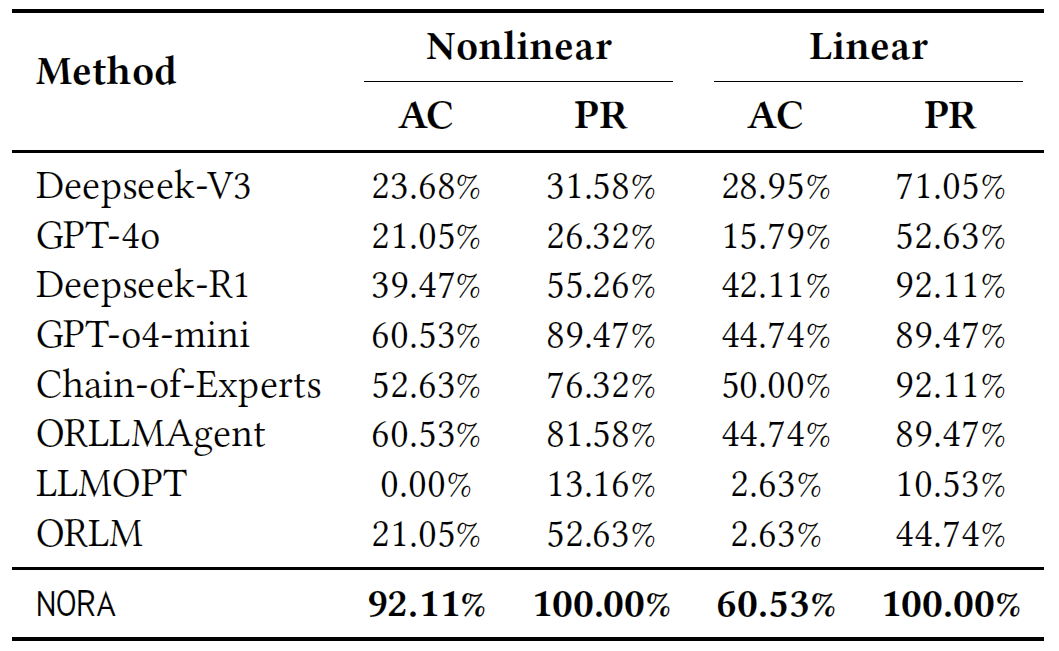 Method Nonlinear Linear
AC PR AC PR
Deepseek-V3 23.68% 31.58% 28.95% 71.05%
GPT-4o 21.05% 26.32% 15.79% 52.63%
Deepseek-R1 39.47% 55.26% 42.11% 92.11%
GPT-o4-mini 60.53% 89.47% 44.74% 89.47%
Chain-of-Experts 52.63% 76.32% 50.00% 92.11%
ORLLMAgent 60.53% 81.58% 44.74% 89.47%
LLMOPT 0.00% 13.16% 2.63% 10.53%
ORLM 21.05% 52.63% 2.63% 44.74%
NORA 92.11% 100.00% 60.53% 100.00%